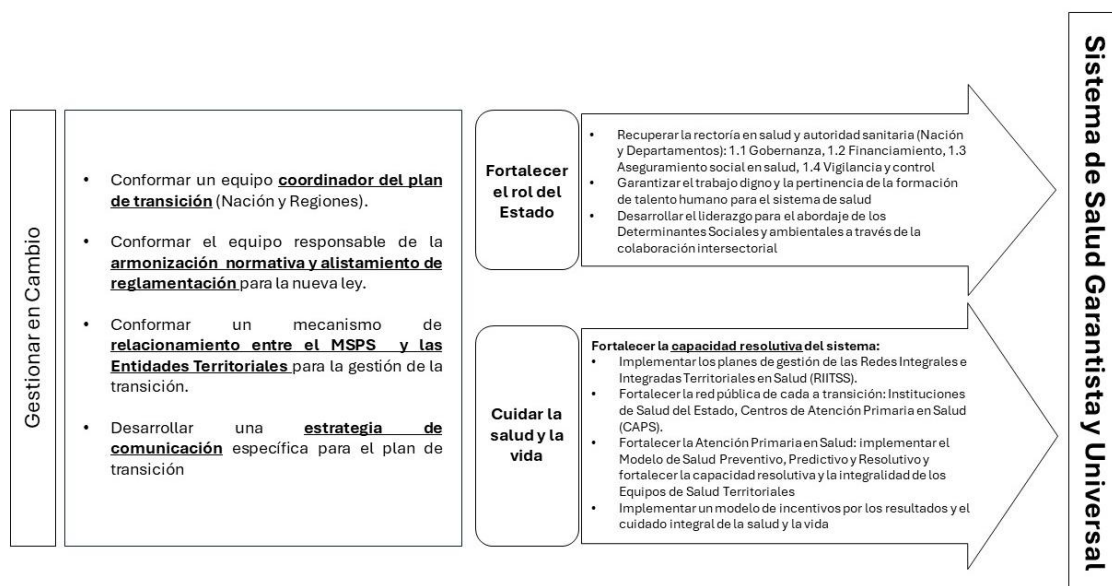 Gestionar en Cambio
• Conformar un equipo coordinador del plan
de transición (Nación y Regiones).
• Conformar el equipo responsable de la
armonización normativa y alistamiento de
reglamentación para la nueva ley.
• Conformar un mecanismo de
relacionamiento entre el MSPS y las
Entidades Territoriales para la gestión de la
transición.
• Desarrollar una estrategia de
comunicación específica para el plan de
transición
Fortalecer
el rol del
Estado
• Recuperar la rectoría en salud y autoridad sanitaria (Nación
y Departamentos): 1.1 Gobernanza, 1.2 Financiamiento, 1.3
Aseguramiento social en salud, 1.4 Vigilancia y control
• Garantizar el trabajo digno y la pertinencia de la formación
de talento humano para el sistema de salud
• Desarrollar el liderazgo para el abordaje de los
Determinantes Sociales y ambientales a través de la
colaboración intersectorial
Cuidar la
salud y la
vida
Fortalecer la capacidad resolutiva del sistema:
• Implementar los planes de gestión de las Redes Integrales e
Integradas Territoriales en Salud (RIITSS).
• Fortalecer la red pública de cada a transición: Instituciones
de Salud del Estado, Centros de Atención Primaria en Salud
(CAPS).
• Fortalecer la Atención Primaria en Salud: implementar el
Modelo de Salud Preventivo, Predictivo y Resolutivo y
fortalecer la capacidad resolutiva y la integralidad de los
Equipos de Salud Territoriales
• Implementar un modelo de incentivos por los resultados y el
cuidado integral de la salud y la vida
Sistema de Salud Garantista y Universal